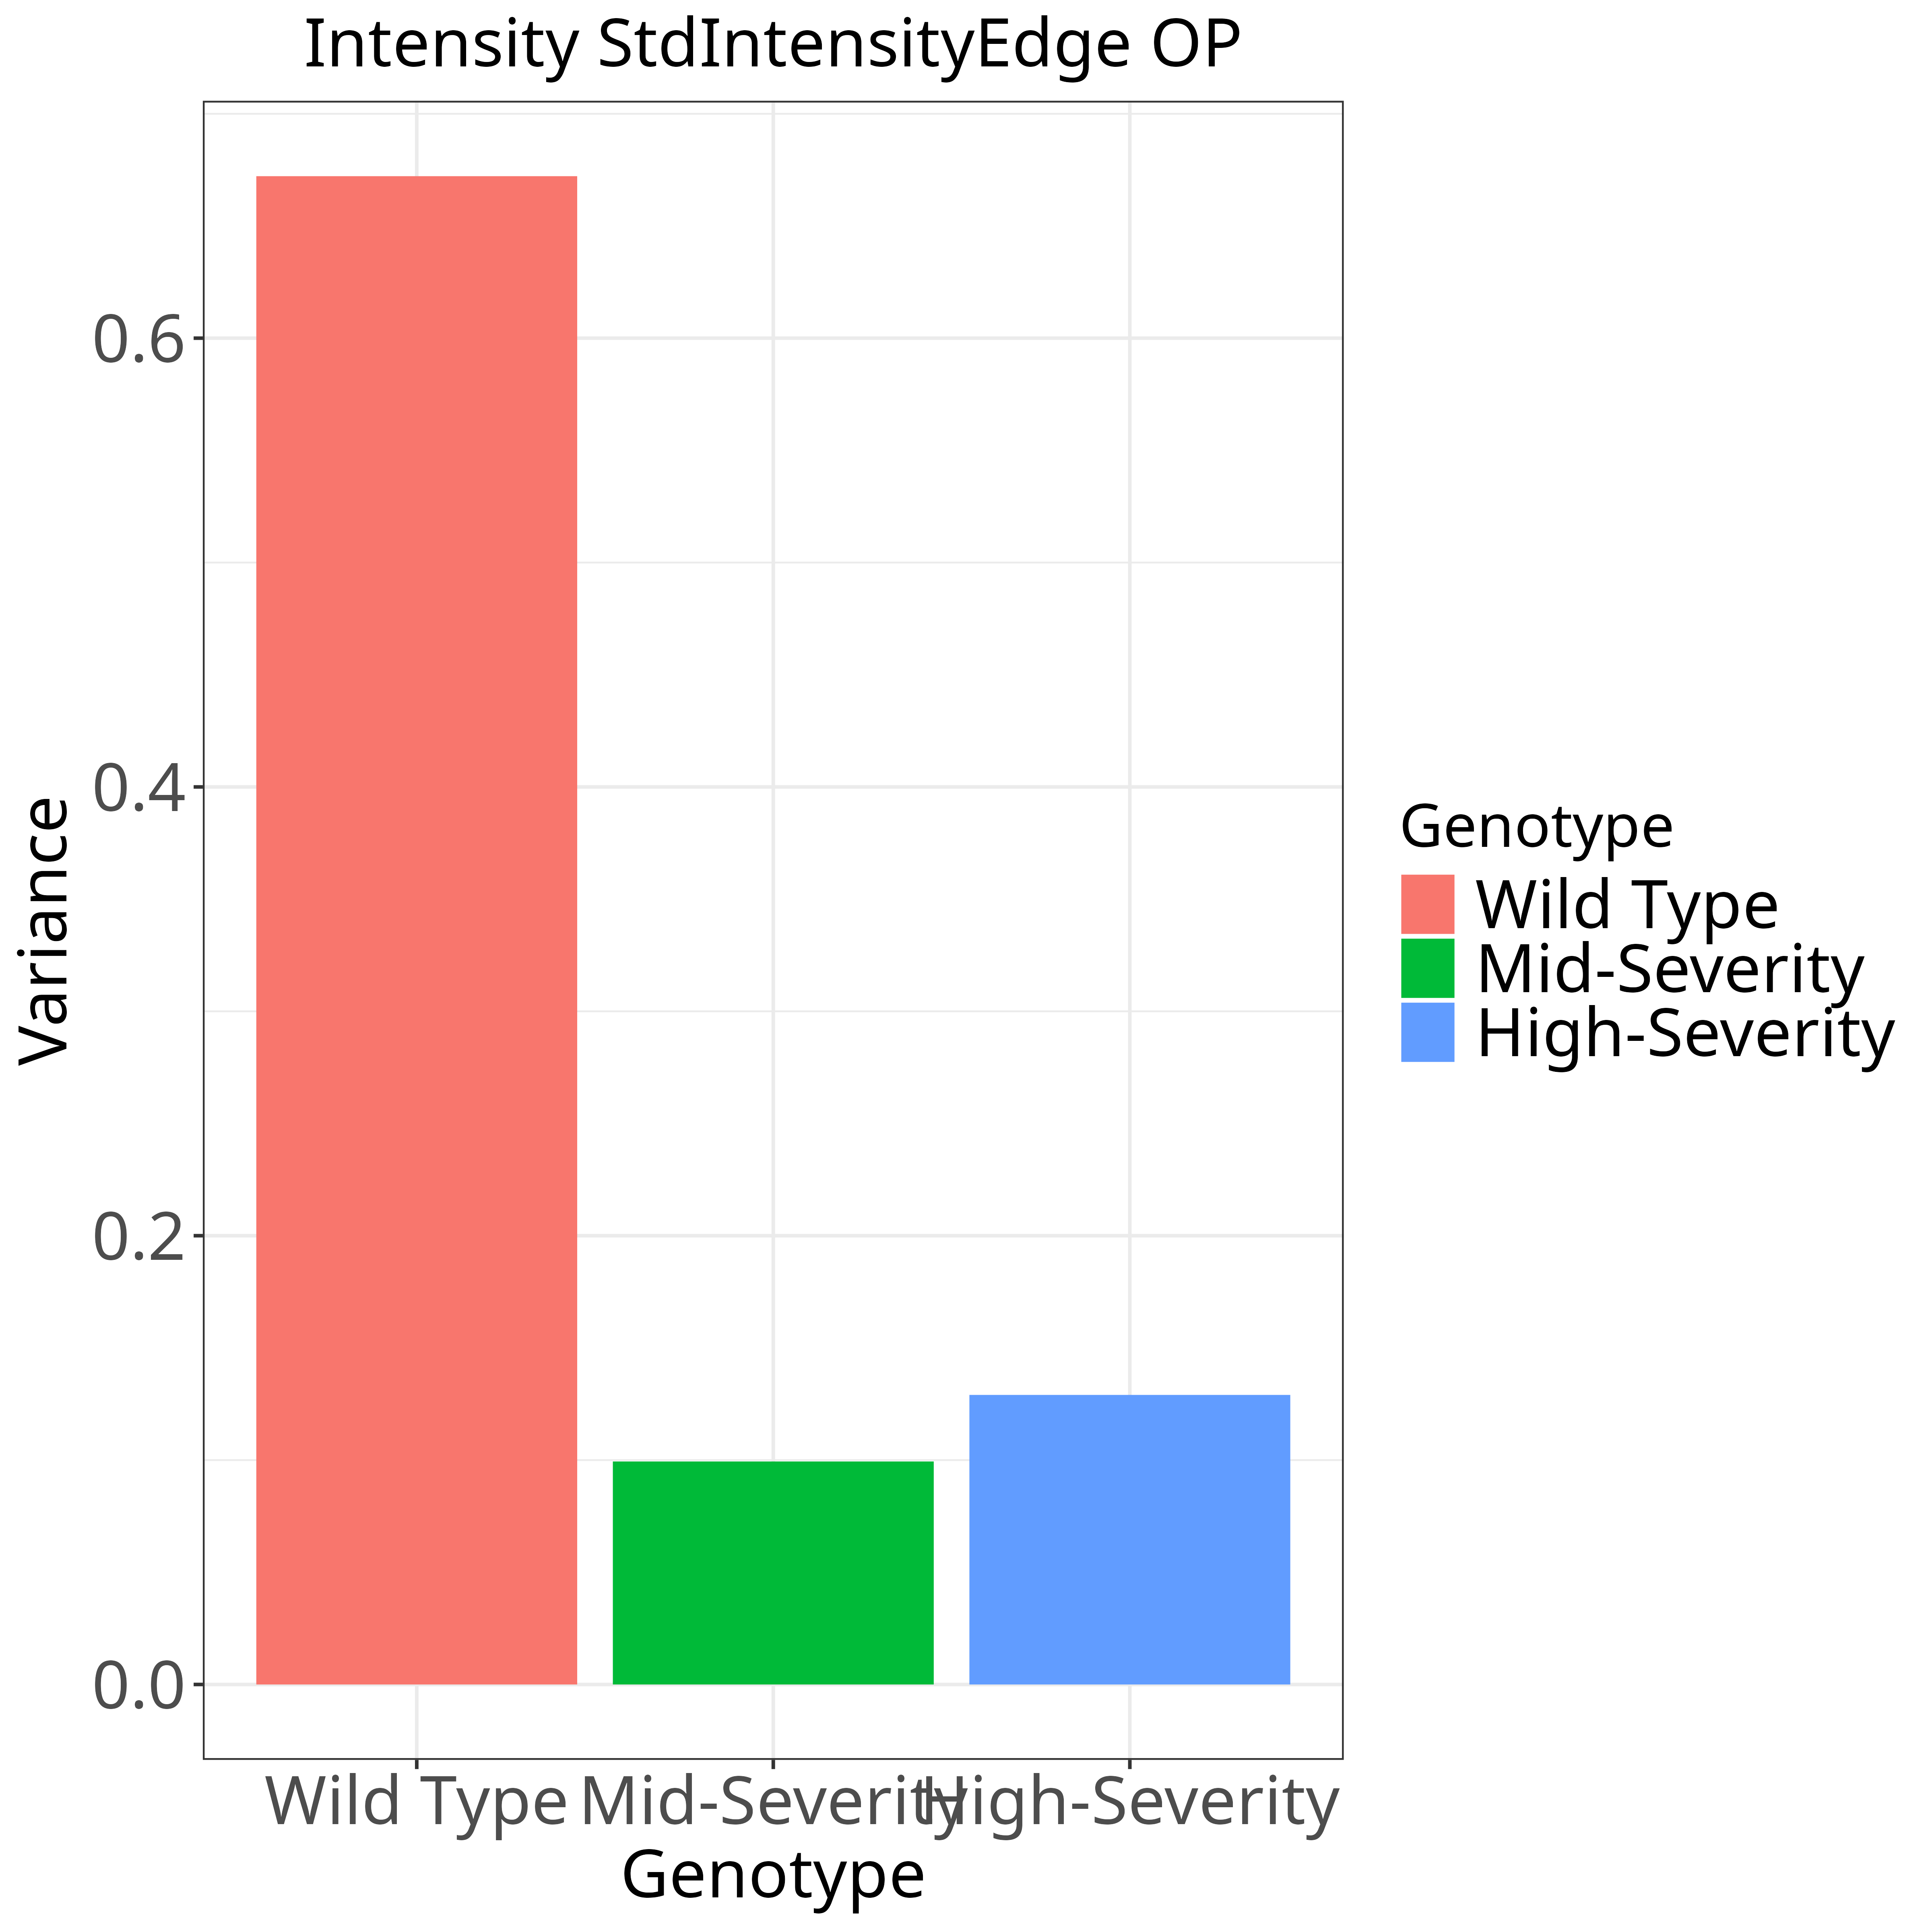 Intensity StdIntensityEdge OP
Variance
0.6
0.4
0.2
0.0
Wild Type Mid-Severity High-Severity
Genotype
Genotype
Wild Type
Mid-Severity
High-Severity